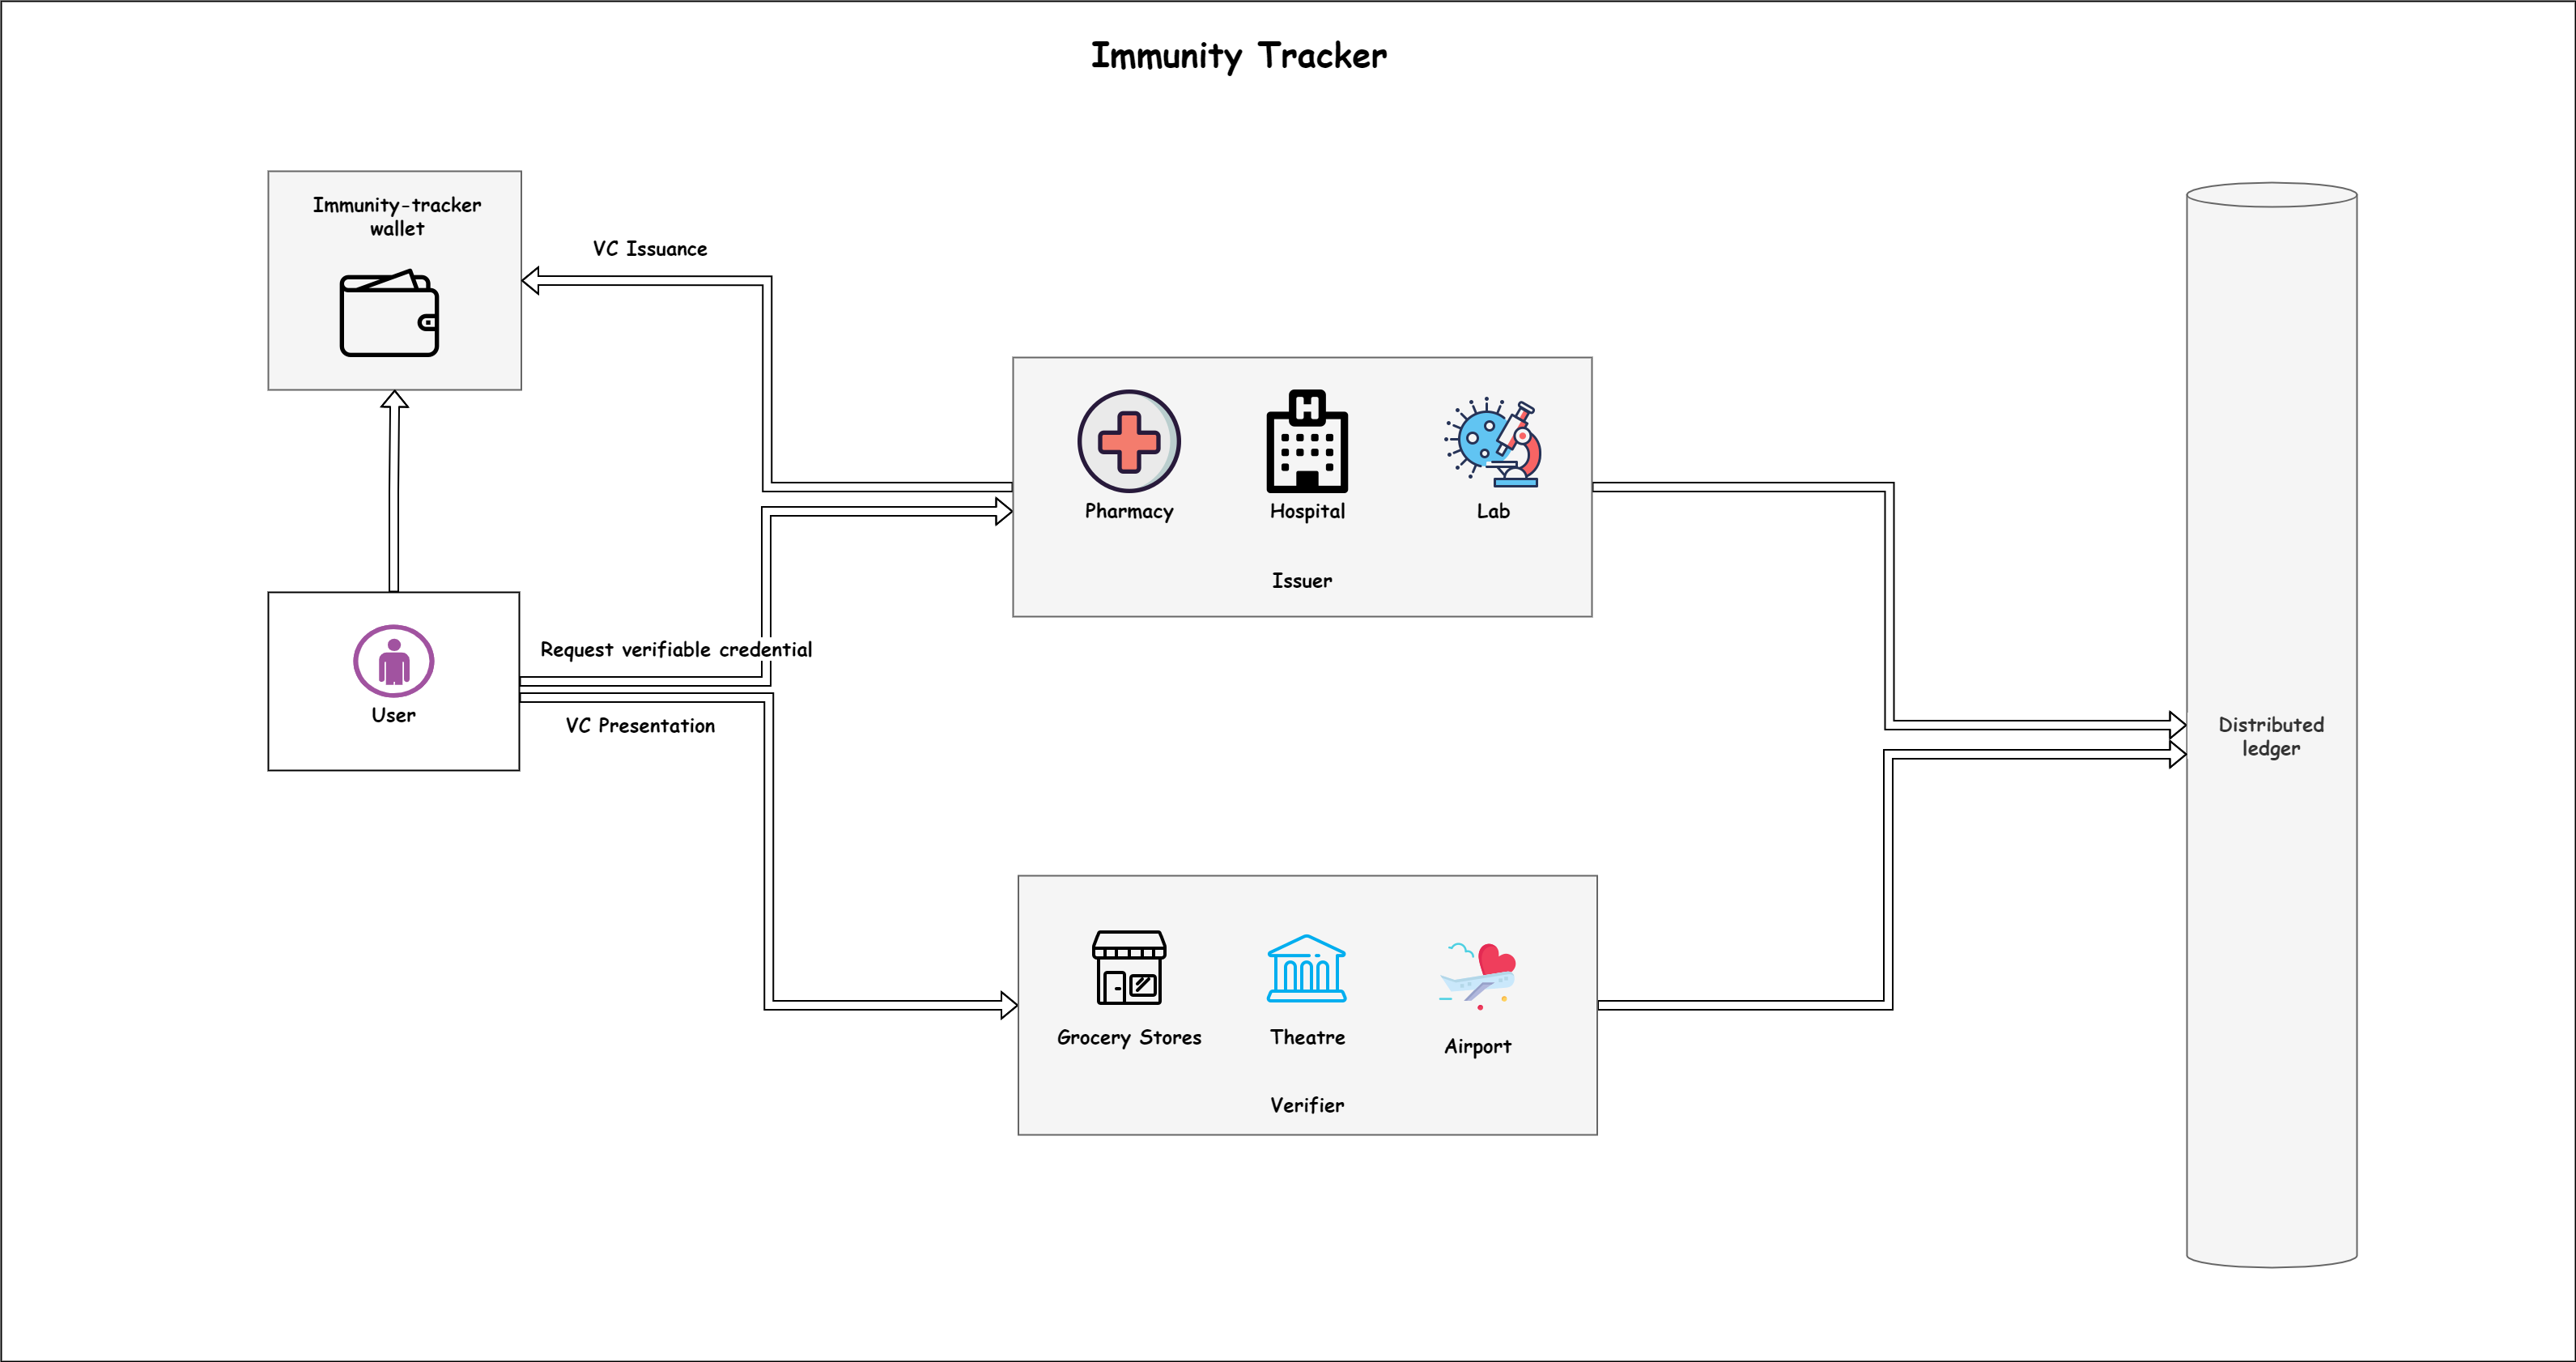 Immunity Tracker
Immunity-tracker
wallet
VC Issuance
Pharmacy
Hospital
Lab
Issuer
Request verifiable credential
User
VC Presentation
Distributed
ledger
Grocery Stores
Theatre
Airport
Verifier